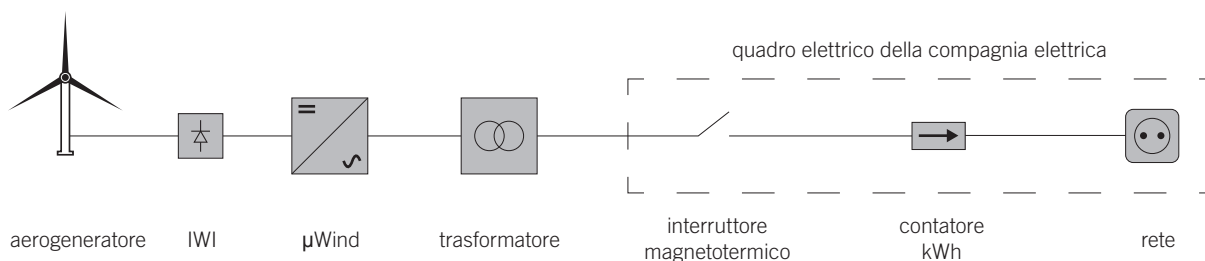 quadro elettrico della compagnia elettrica
aerogeneratore
IWI
µWind
trasformatore
interruttore
magnetotermico
contatore
kWh
rete